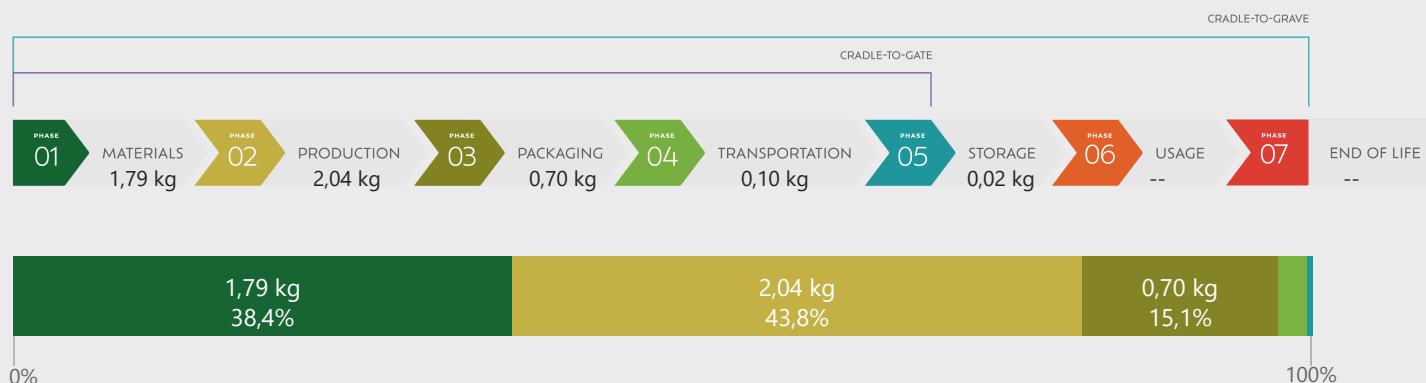 CRADLE-TO-GRAVE
CRADLE-TO-GATE
PHASE
01
MATERIALS
1,79 kg
PHASE
02
PRODUCTION
2,04 kg
PHASE
03
PACKAGING
0,70 kg
PHASE
04
TRANSPORTATION
0,10 kg
PHASE
05
STORAGE
0,02 kg
PHASE
06
USAGE
--
PHASE
07
END OF LIFE
--
1,79 kg
38,4%
2,04 kg
43,8%
0,70 kg
15,1%
0%
100%